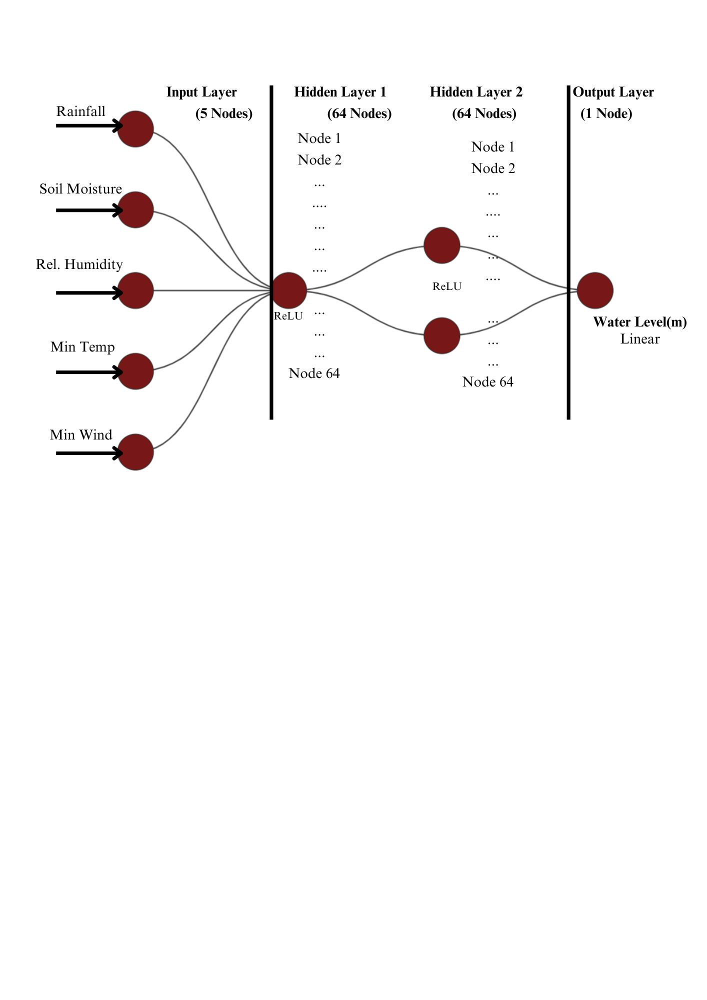 Input Layer
(5 Nodes)
Hidden Layer 1
(64 Nodes)
Hidden Layer 2
(64 Nodes)
Output Layer
(1 Node)
Rainfall
Soil Moisture
Rel. Humidity
Min Temp
Min Wind
Node 1
Node 2
...
....
...
...
....
ReLU
...
...
...
Node 64
Node 1
Node 2
...
....
...
...
....
ReLU
...
...
...
Node 64
Water Level(m)
Linear